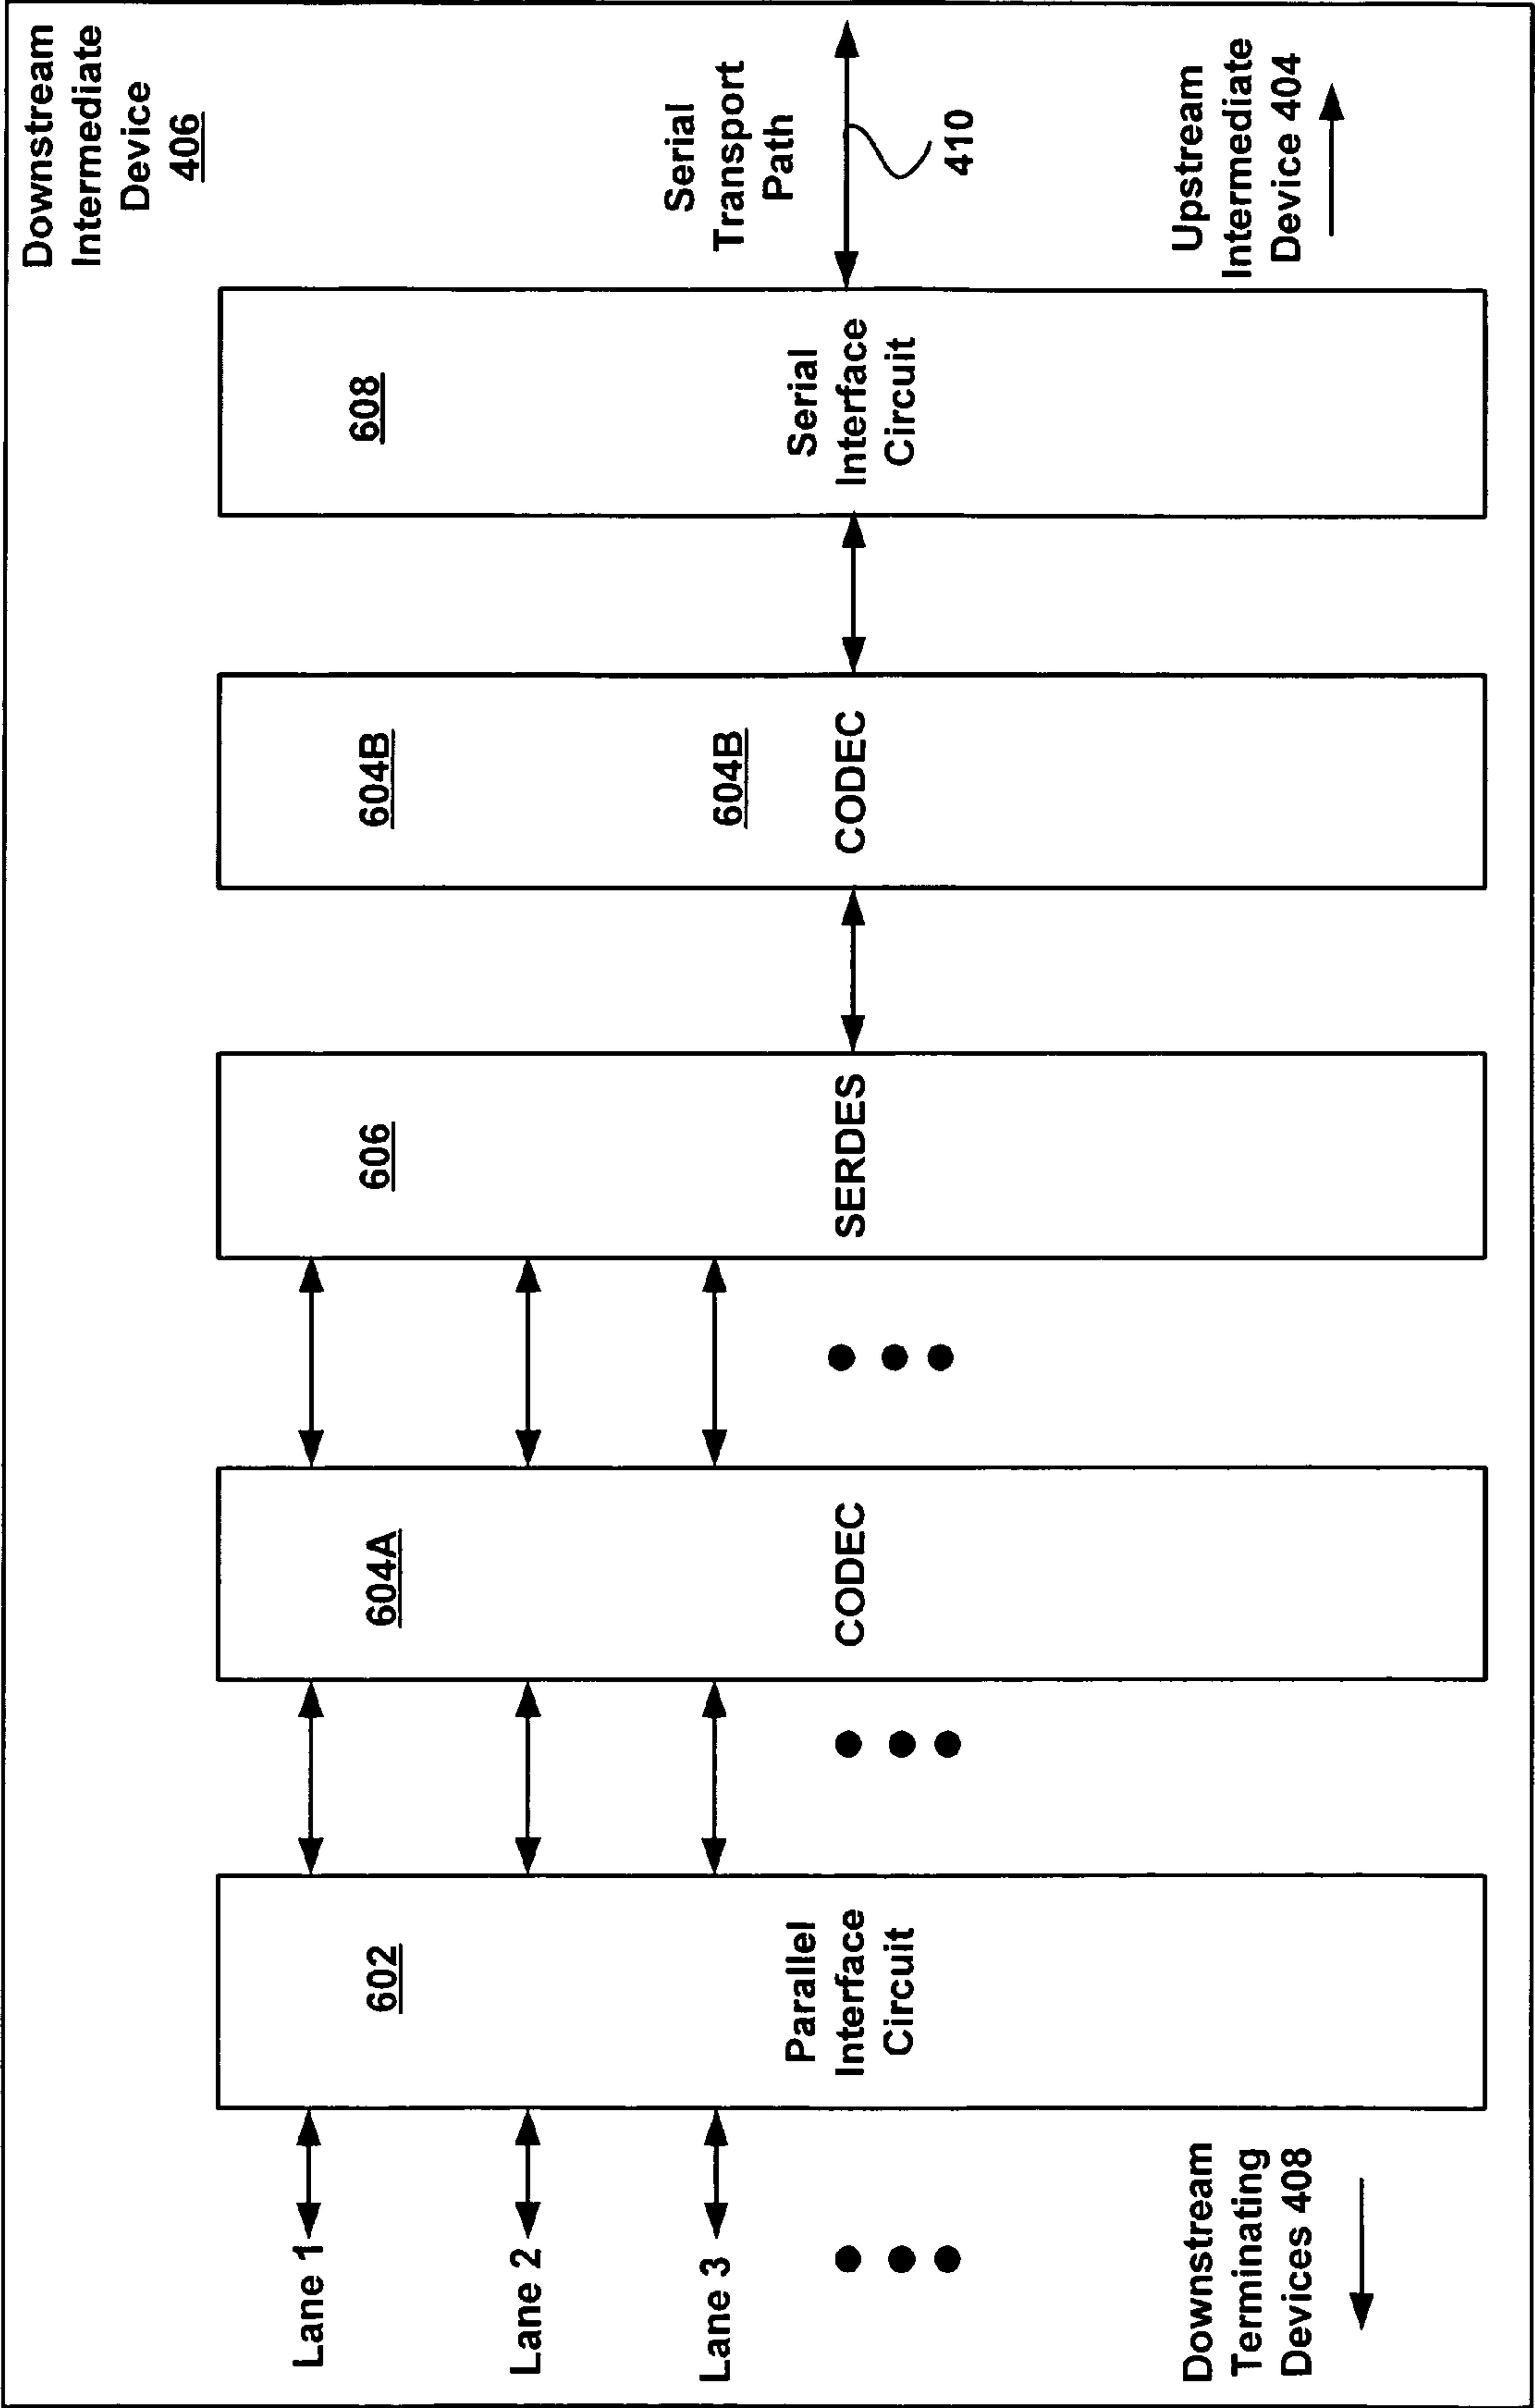 Downstream
Intermediate
Device
406
Lane 1
Lane 2
Lane 3
602
Parallel
Interface
Circuit
604A
CODEC
606
SERDES
604B
604B
CODEC
608
Serial
Interface
Circuit
Serial
Transport
Path
410
Downstream
Terminating
Devices 408
Upstream
Intermediate
Device 404